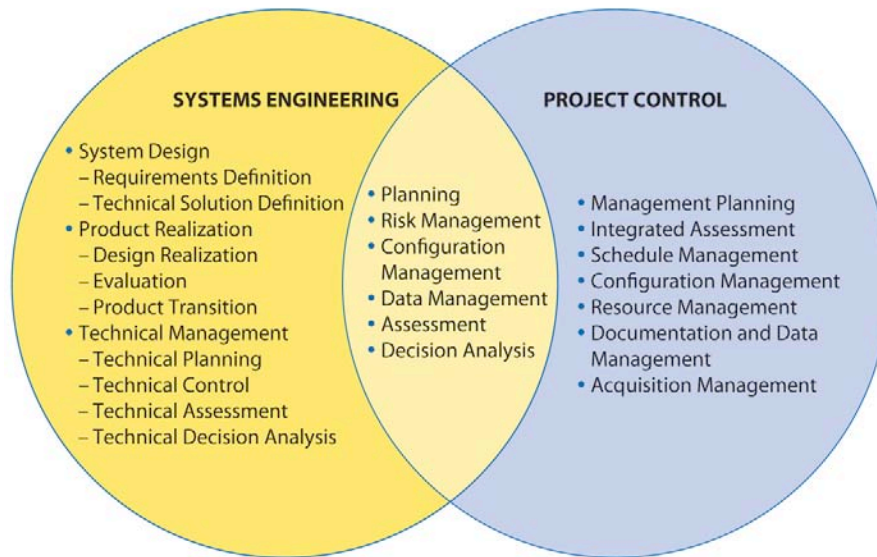 SYSTEMS ENGINEERING
• System Design
– Requirements Definition
– Technical Solution Definition
• Product Realization
– Design Realization
– Evaluation
– Product Transition
• Technical Management
– Technical Planning
– Technical Control
– Technical Assessment
– Technical Decision Analysis
• Planning
• Risk Management
• Configuration
Management
• Data Management
• Assessment
• Decision Analysis
PROJECT CONTROL
• Management Planning
• Integrated Assessment
• Schedule Management
• Configuration Management
• Resource Management
• Documentation and Data
Management
• Acquisition Management